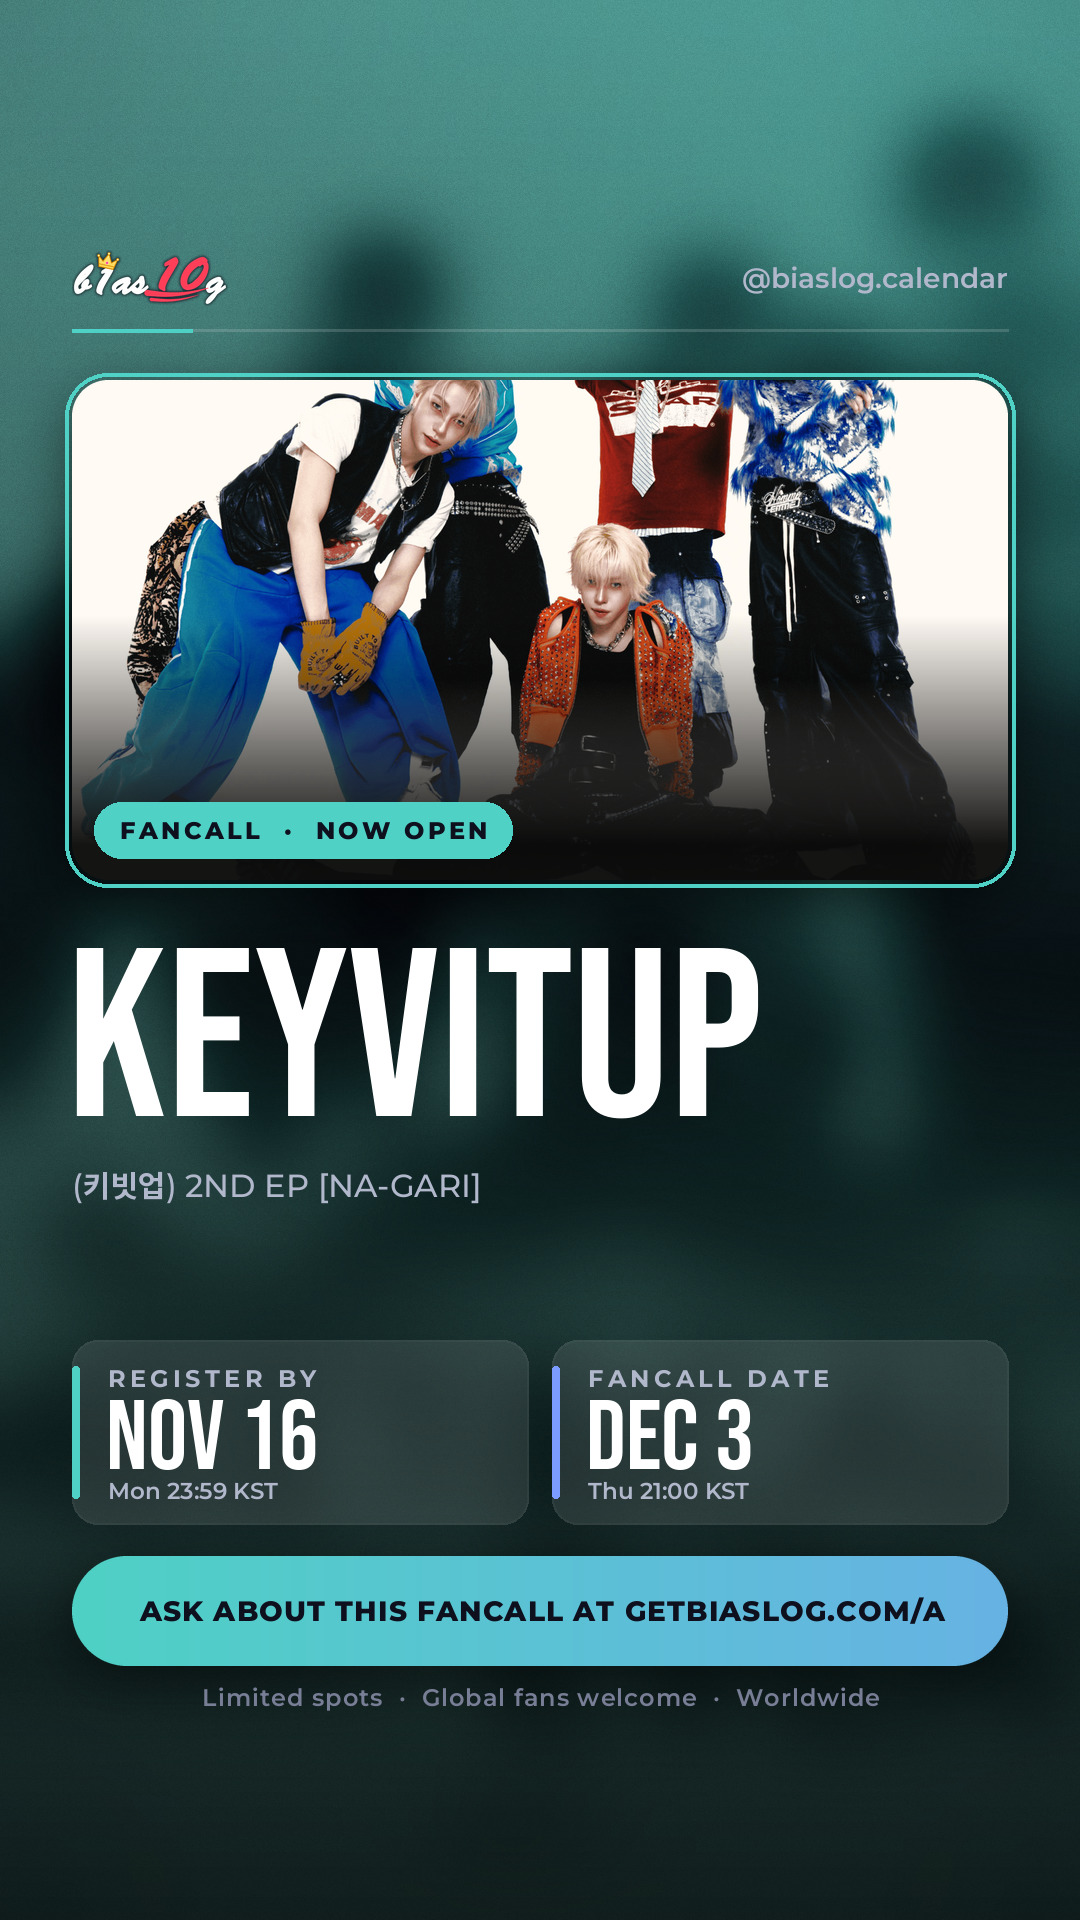 b1as10g
@biaslog.calendar
FANCALL · NOW OPEN
KEYVITUP
(키빗업) 2ND EP [NA-GARI]
REGISTER BY
NOV 16
Mon 23:59 KST
FANCALL DATE
DEC 3
Thu 21:00 KST
ASK ABOUT THIS FANCALL AT GETBIASLOG.COM/A
Limited spots · Global fans welcome · Worldwide